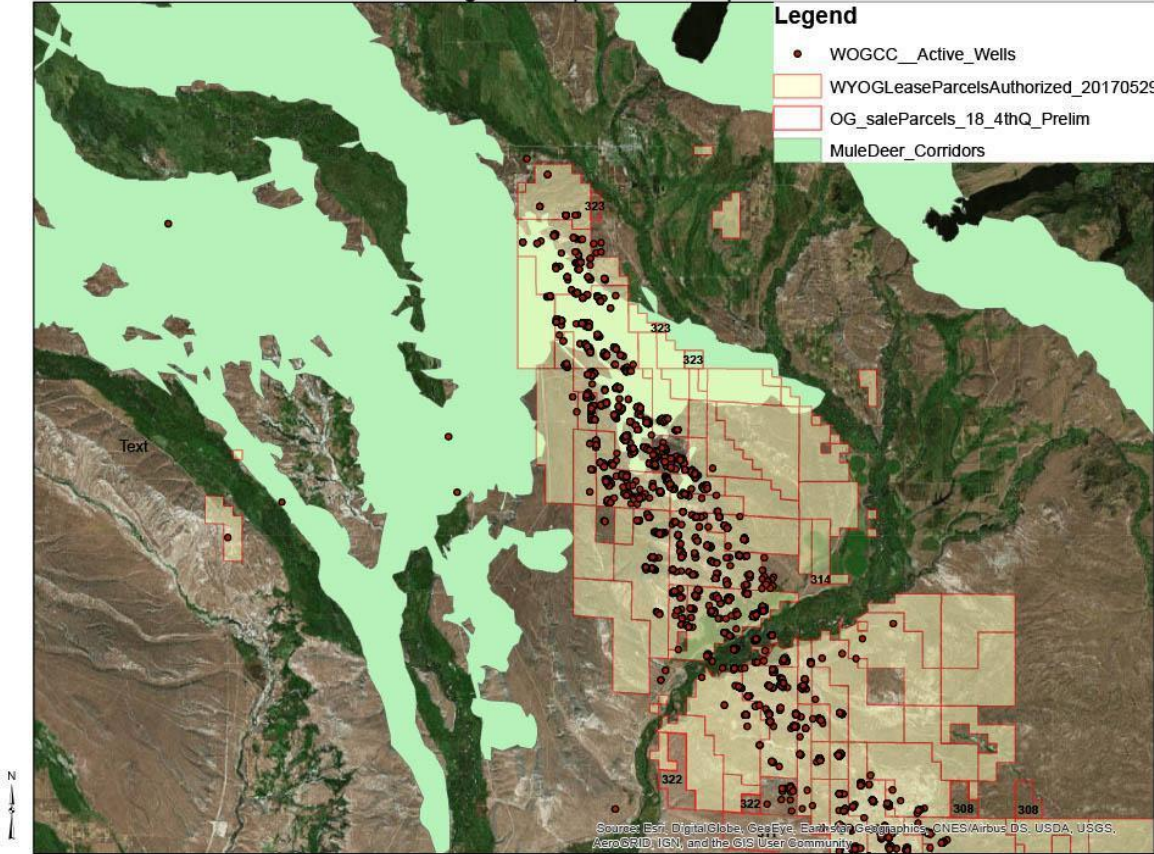 Legend
WOGCC__Active_Wells
WYOGLeaseParcelsAuthorized_20170529
OG_saleParcels_18_4thQ_Prelim
MuleDeer_Corridors
323
323
323
Text
314
322
322
308
308
N
Source: Esri, DigitalGlobe, GeoEye, Earthstar Geographics, CNES/Airbus DS, USDA, USGS,
AeroGRID, IGN, and the GIS User Community